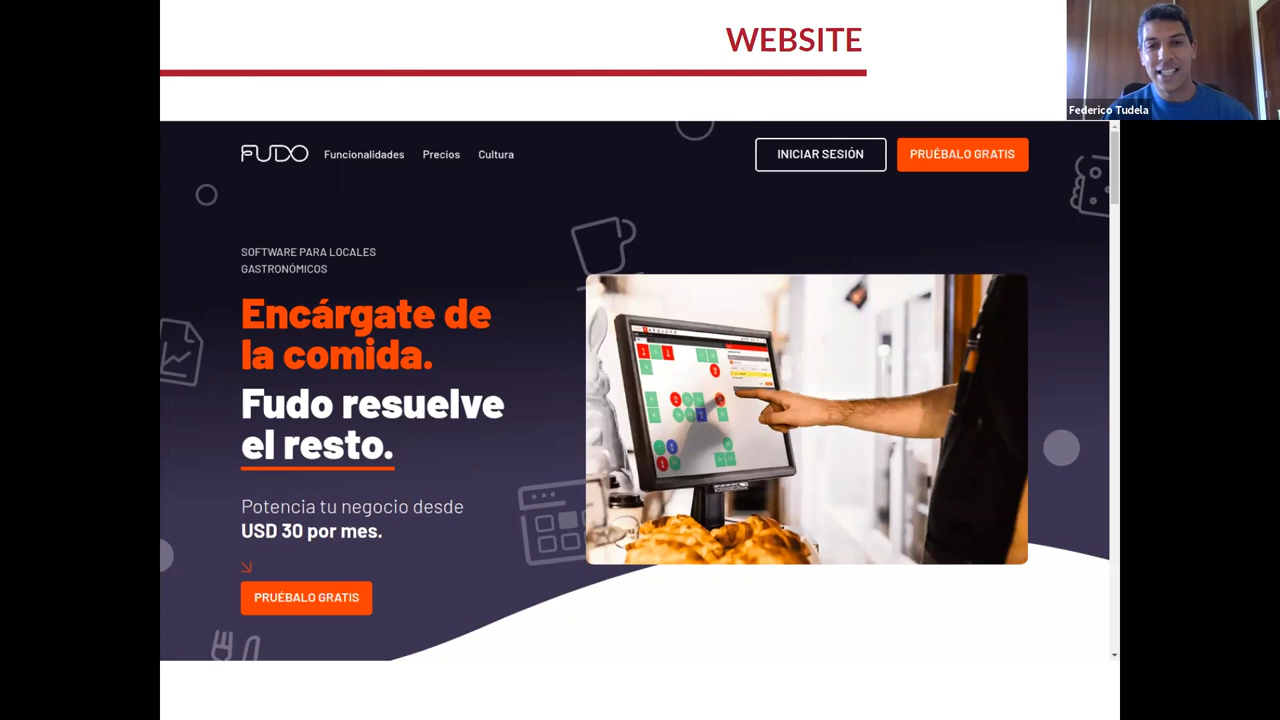 WEBSITE
Federico Tudela
FUDO
Funcionalidades
Precios
Cultura
INICIAR SESIÓN
PRUÉBALO GRATIS
SOFTWARE PARA LOCALES
GASTRONÓMICOS
Encárgate de
la comida.
Fudo resuelve
el resto.
Potencia tu negocio desde
USD 30 por mes.
PRUÉBALO GRATIS